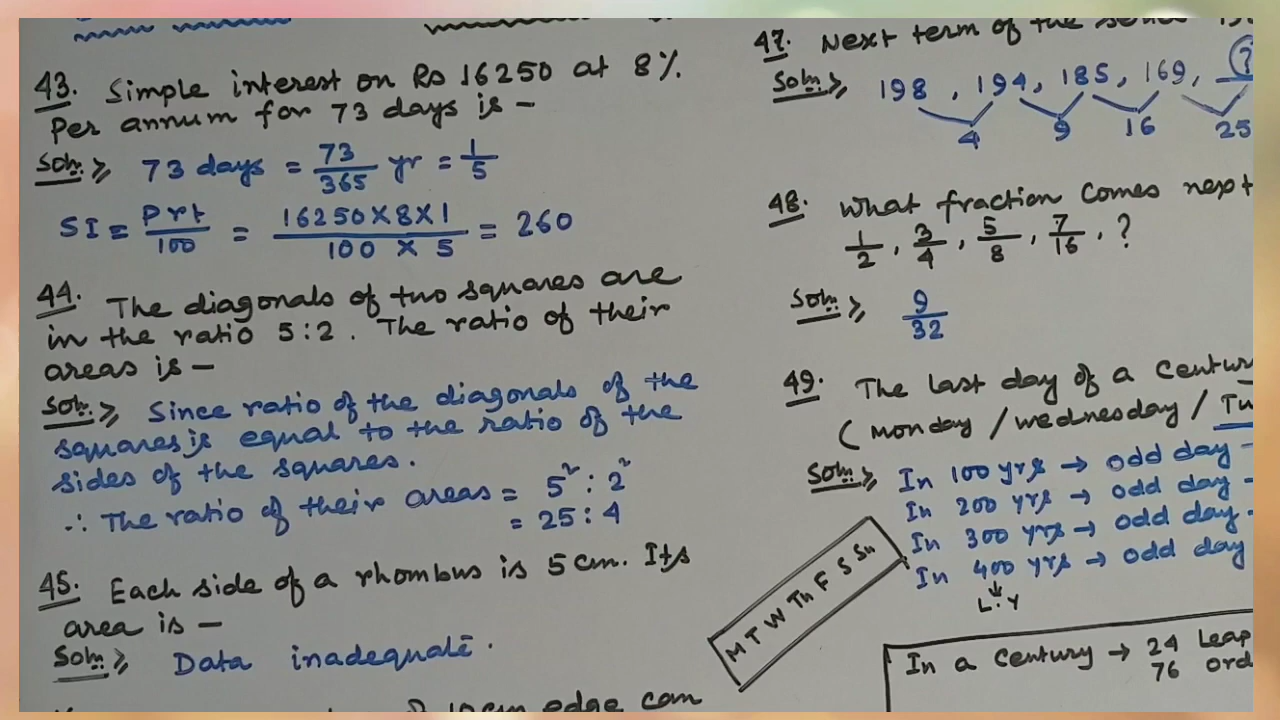 43. Simple interest on Rs 16250 at 8%.
Per annum for 73 days is -
Soln:⩾ 73 days = 73/365 yr = 1/5
SI = Prt/100 = 16250×8×1/100 × 5 = 260
44. The diagonals of two squares are
in the ratio 5:2. The ratio of their
areas is -
Soln:⩾ Since ratio of the diagonals of the
squares is equal to the ratio of the
sides of the squares.
∴ The ratio of their areas = 5² : 2²
= 25 : 4
45. Each side of a rhombus is 5 cm. Its
area is -
Soln:⩾ Data inadequate.
10 cm edge can
47. Next term of the series
Soln:⩾ 198, 194, 185, 169, ?
4 9 16 25
48. What fraction comes next
1/2, 3/4, 5/8, 7/16, ?
Soln:⩾ 9/32
49. The last day of a Century
(monday / wednesday / Tu
Soln:⩾ In 100 yrs → odd day -
In 200 yrs → odd day -
In 300 yrs → odd day -
In 400 yrs → odd day
L.Y
M T W Th F S Sn
In a Century → 24 Leap
76 Ord